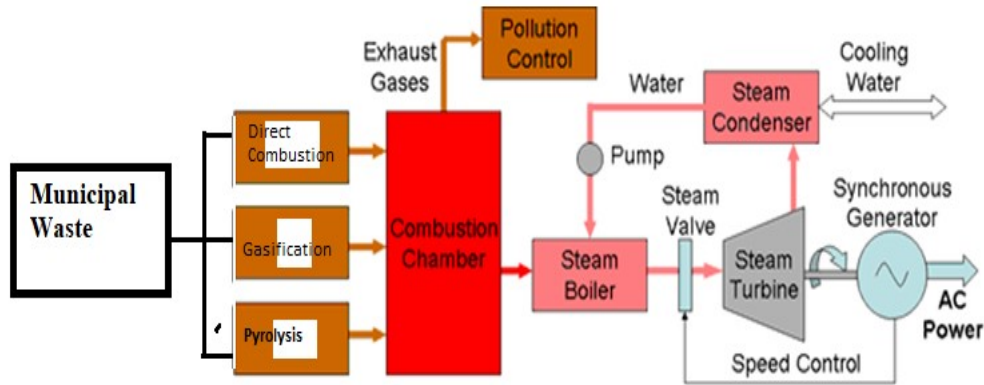 Municipal
Waste
Direct
Combustion
Gasification
Pyrolysis
Exhaust
Gases
Pollution
Control
Combustion
Chamber
Water
Pump
Steam
Condenser
Cooling
Water
Steam
Boiler
Steam
Valve
Steam
Turbine
Synchronous
Generator
AC
Power
Speed Control